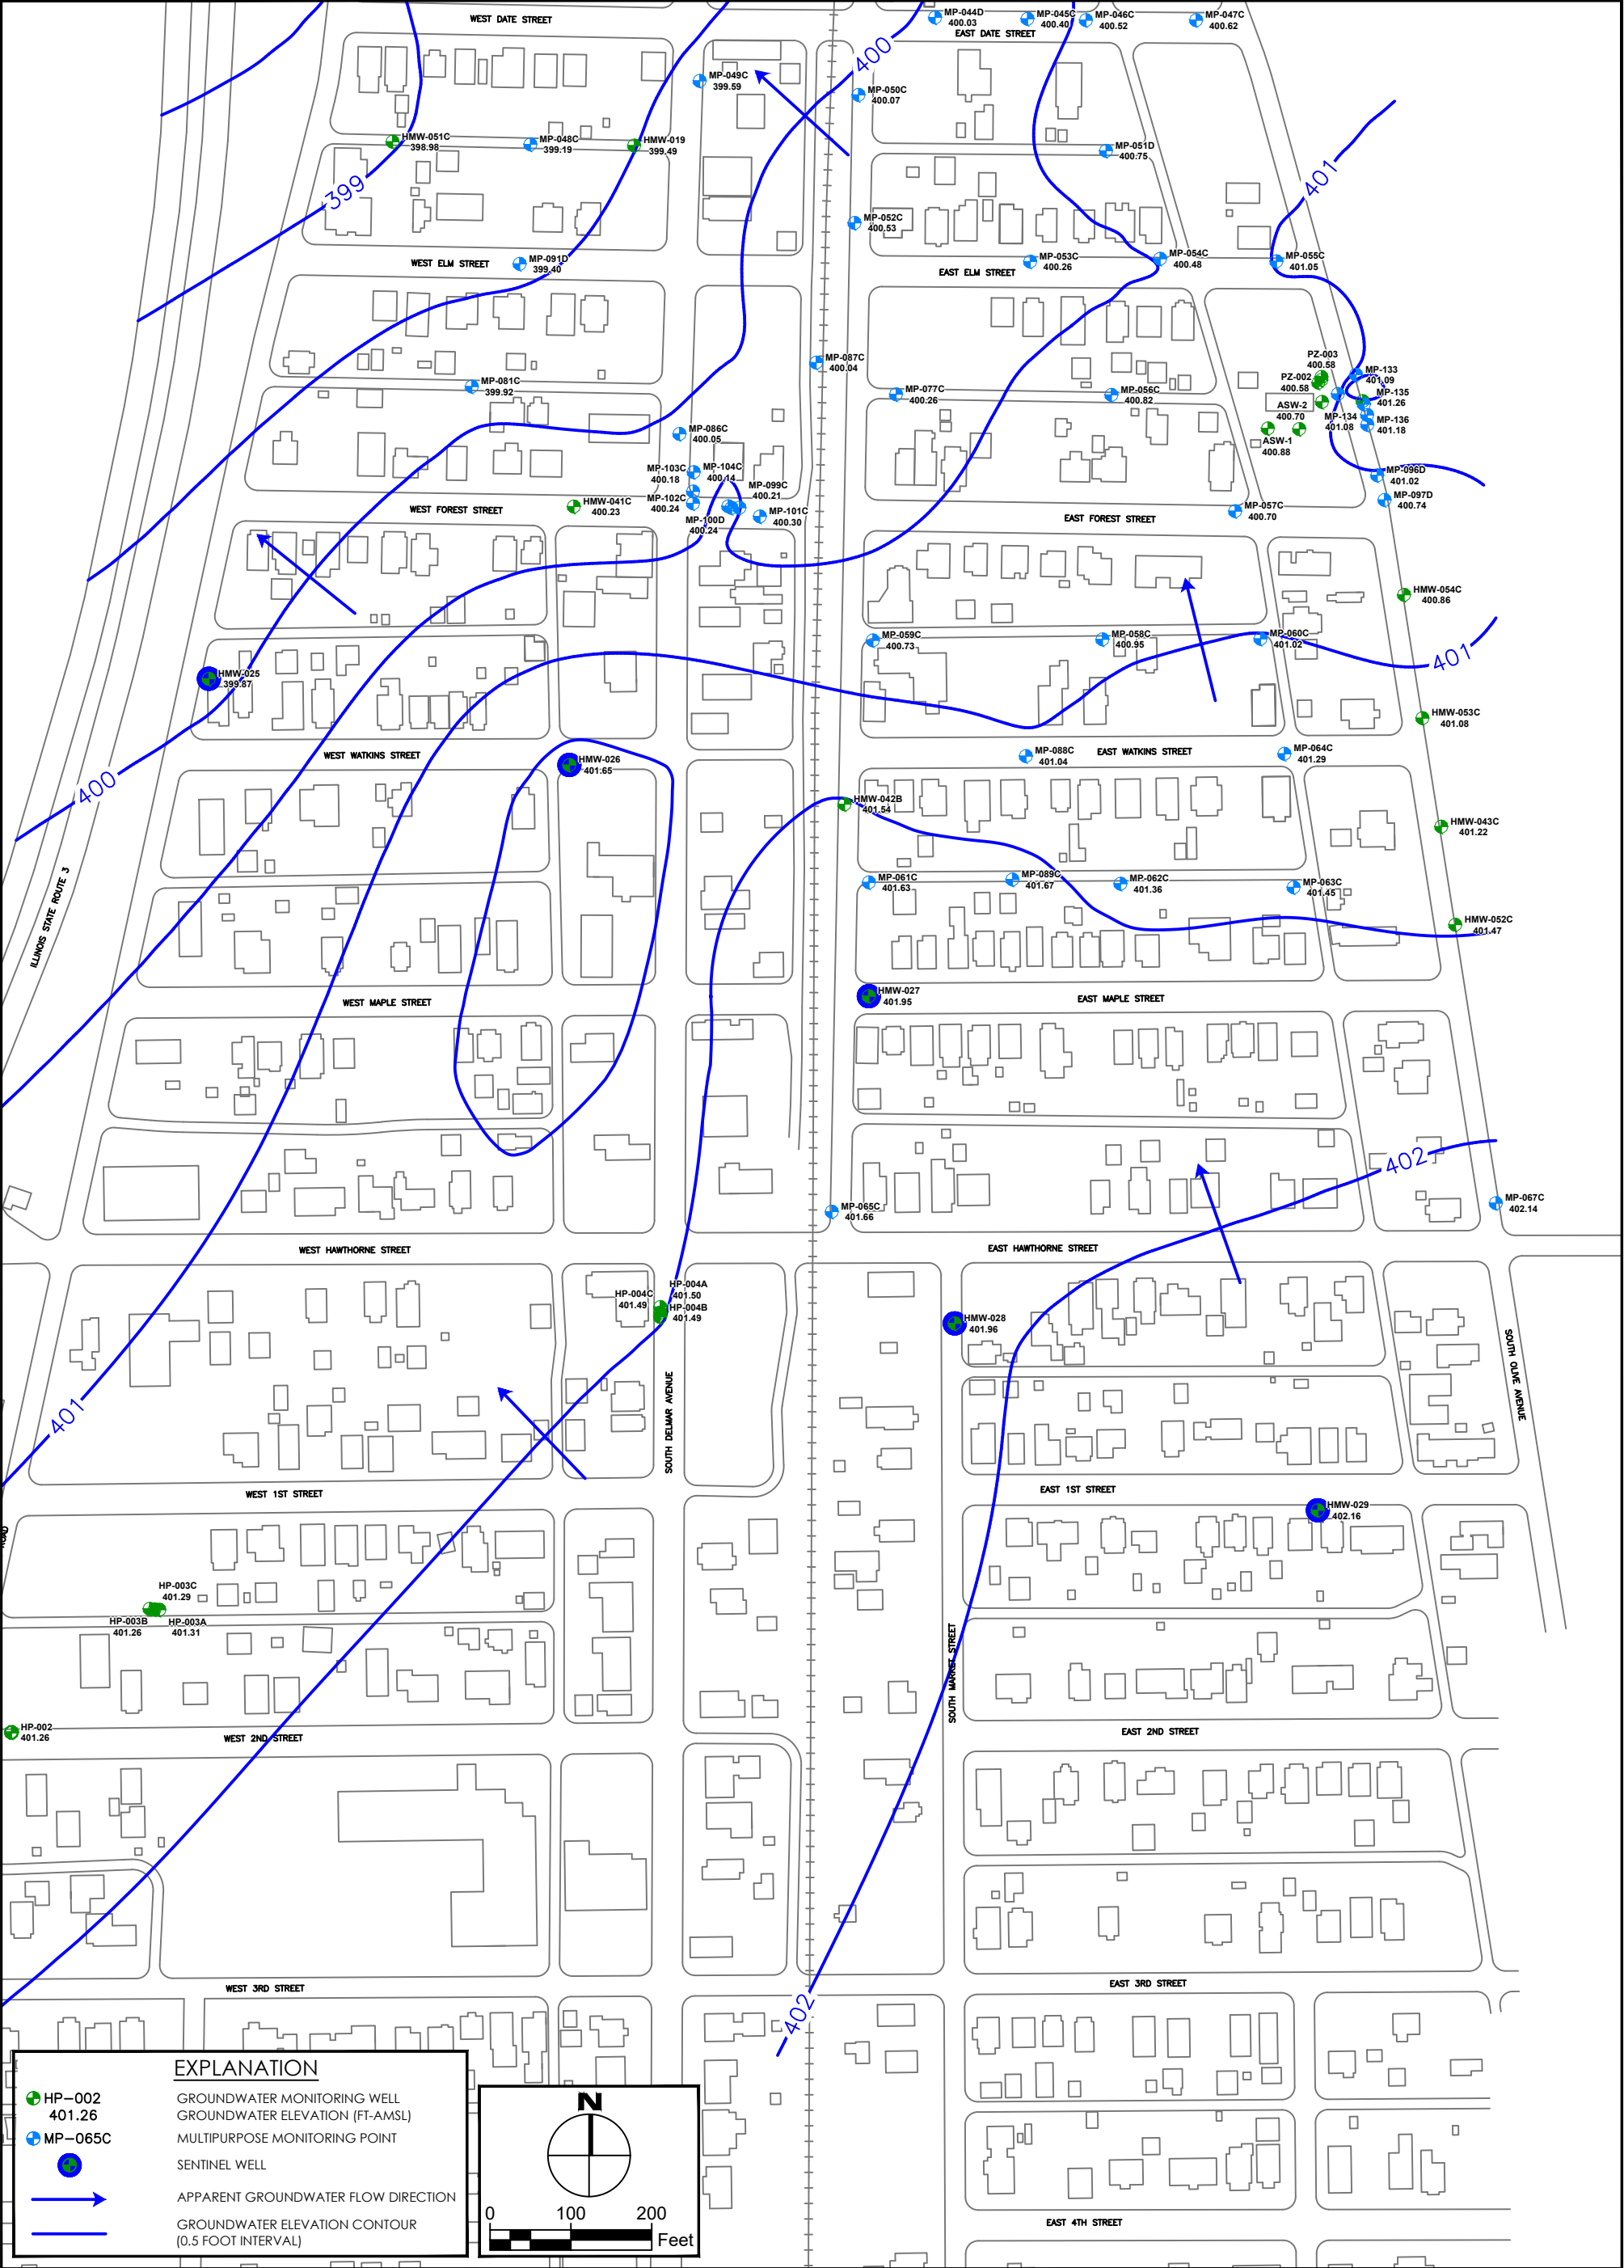 WEST DATE STREET
MP-044D
400.03
MP-045C
400.40
MP-046C
400.52
MP-047C
400.62
EAST DATE STREET
400
MP-049C
399.59
MP-050C
400.07
HMW-051C
398.98
MP-048C
399.19
HMW-019
399.49
MP-051D
400.75
399
401
MP-052C
400.53
WEST ELM STREET
MP-091D
399.40
EAST ELM STREET
MP-053C
400.26
MP-054C
400.48
MP-055C
401.05
MP-087C
400.04
PZ-003
400.58
PZ-002
400.58
MP-133
401.09
MP-081C
399.92
MP-077C
400.26
MP-056C
400.82
MP-135
401.26
ASW-2
400.70
MP-134
401.08
MP-136
401.18
ASW-1
400.88
MP-086C
400.05
MP-103C
400.18
MP-104C
400.14
MP-099C
400.21
MP-096D
401.02
MP-097D
400.74
HMW-041C
400.23
MP-102C
400.24
MP-100D
400.24
MP-101C
400.30
WEST FOREST STREET
EAST FOREST STREET
MP-057C
400.70
HMW-054C
400.86
MP-059C
400.73
MP-058C
400.95
MP-060C
401.02
401
HMW-025
399.87
HMW-053C
401.08
WEST WATKINS STREET
HMW-026
401.65
MP-088C
401.04
EAST WATKINS STREET
MP-064C
401.29
400
HMW-042B
401.54
HMW-043C
401.22
ILLINOIS STATE ROUTE 3
MP-061C
401.63
MP-089C
401.67
MP-062C
401.36
MP-063C
401.45
HMW-052C
401.47
WEST MAPLE STREET
HMW-027
401.95
EAST MAPLE STREET
402
MP-065C
401.66
MP-067C
402.14
WEST HAWTHORNE STREET
EAST HAWTHORNE STREET
HP-004A
401.50
HP-004C
401.49
HP-004B
401.49
HMW-028
401.96
SOUTH OLIVE AVENUE
SOUTH DELMAR AVENUE
401
WEST 1ST STREET
EAST 1ST STREET
HMW-029
402.16
ROAD
HP-003C
401.29
HP-003B
401.26
HP-003A
401.31
SOUTH MARKET STREET
HP-002
401.26
WEST 2ND STREET
EAST 2ND STREET
WEST 3RD STREET
EAST 3RD STREET
402
EXPLANATION
HP-002
401.26
GROUNDWATER MONITORING WELL
GROUNDWATER ELEVATION (FT-AMSL)
MP-065C
MULTIPURPOSE MONITORING POINT
SENTINEL WELL
APPARENT GROUNDWATER FLOW DIRECTION
GROUNDWATER ELEVATION CONTOUR
(0.5 FOOT INTERVAL)
N
0 100 200
Feet
EAST 4TH STREET